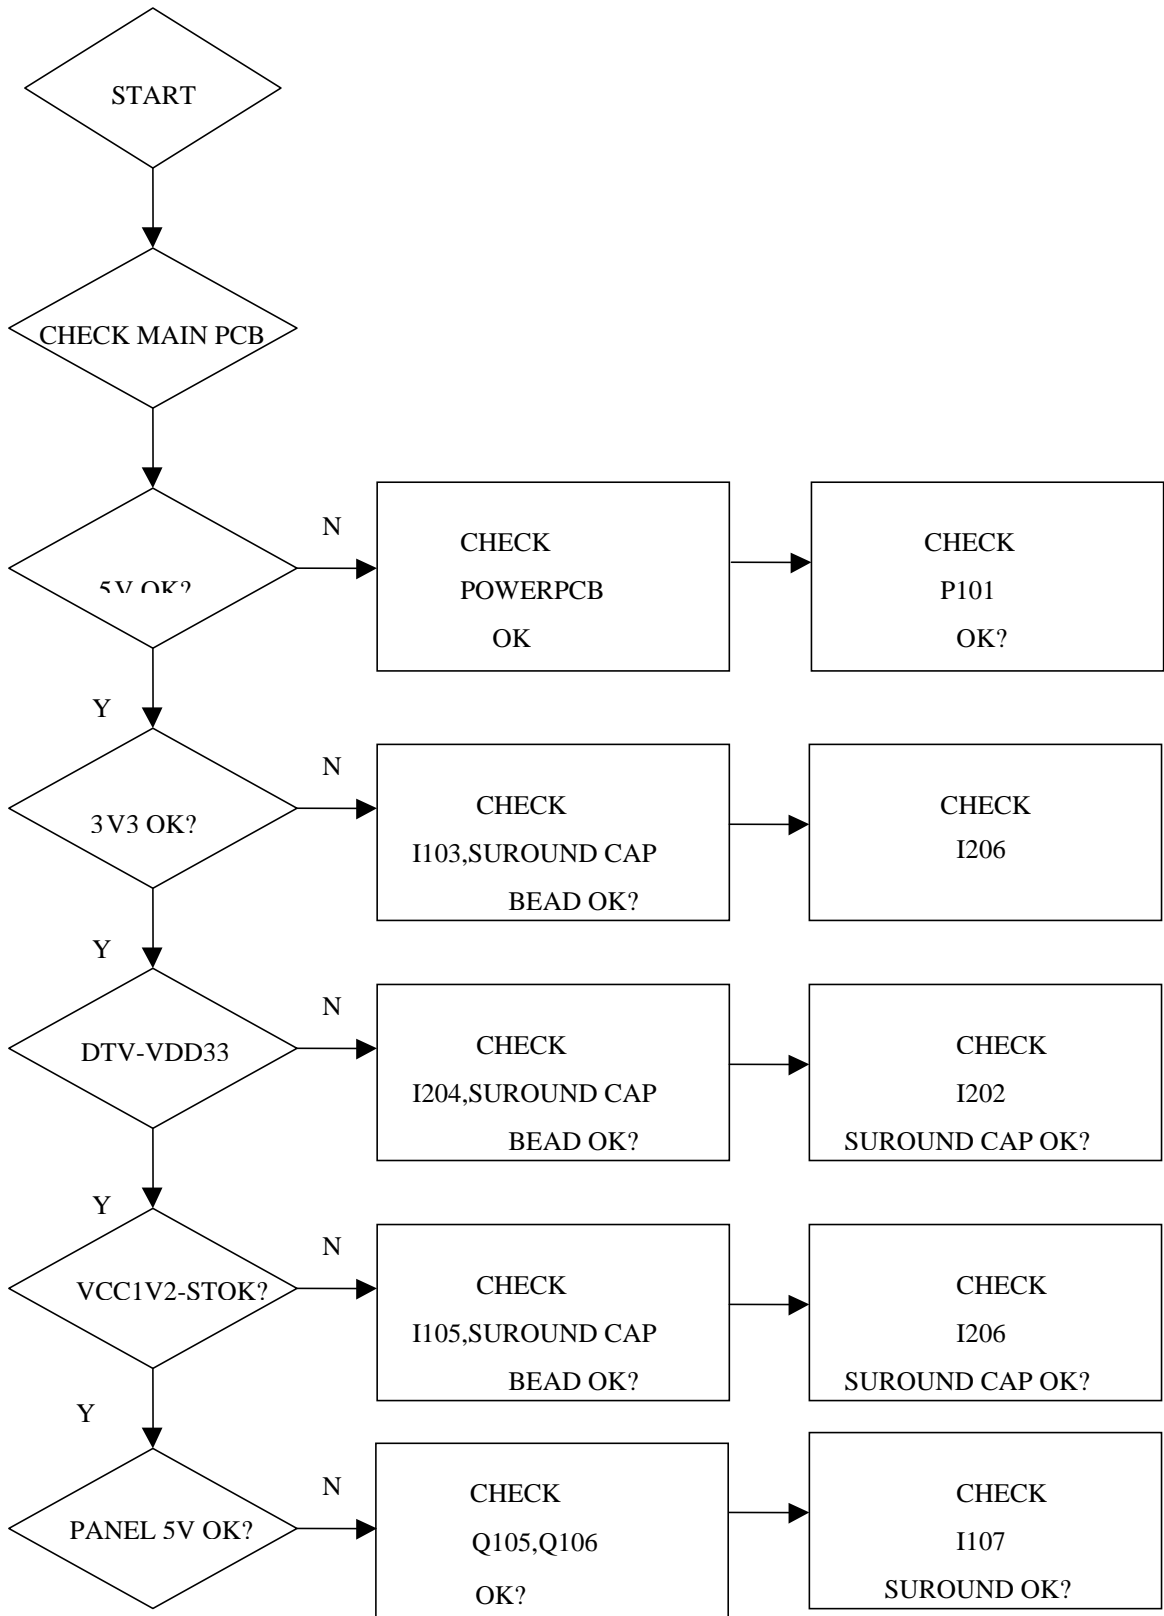 START
CHECK MAIN PCB
5V OK?
N
CHECK
POWERPCB
OK
CHECK
P101
OK?
Y
3V3 OK?
N
CHECK
I103,SUROUND CAP
BEAD OK?
CHECK
I206
Y
DTV-VDD33
N
CHECK
I204,SUROUND CAP
BEAD OK?
CHECK
I202
SUROUND CAP OK?
Y
VCC1V2-STOK?
N
CHECK
I105,SUROUND CAP
BEAD OK?
CHECK
I206
SUROUND CAP OK?
Y
PANEL 5V OK?
N
CHECK
Q105,Q106
OK?
CHECK
I107
SUROUND OK?